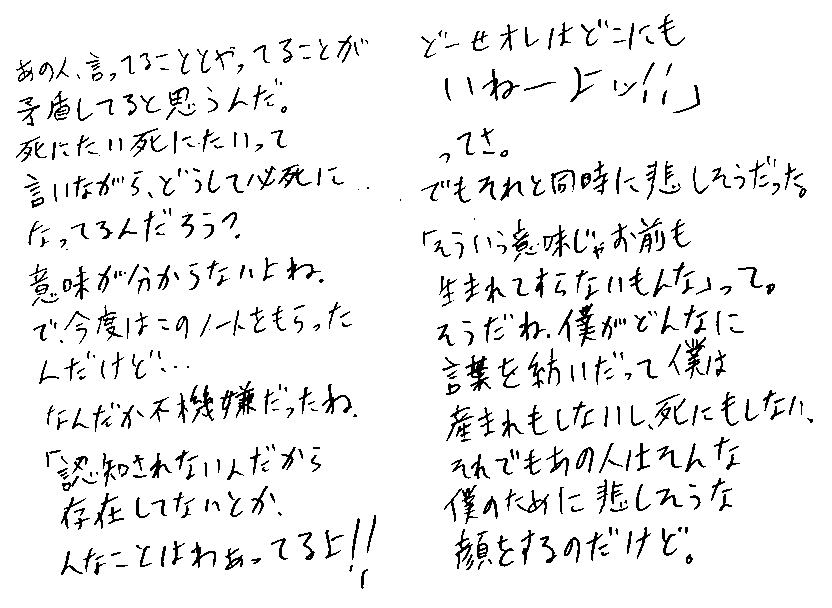 あの人、言ってることとやってることが
矛盾してると思うんだ。
死にたい死にたいって
言いながら、どうして必死に
なってるんだろう?
意味が分からないよね。
で、今度はこのノートをもらった
んだけど…
なんだか不機嫌だったね。
「認知されないんだから
存在してないとか、
んなことはわぁってるよ!!
どーせオレはどこにも
いねーよッ!!」
ってさ。
でもそれと同時に悲しそうだった。
「そういう意味じゃお前も
生まれてすらないもんな」って。
そうだね、僕がどんなに
言葉を紡いだって僕は
産まれもしないし、死にもしない、
それでもあの人はそんな
僕のために悲しそうな
顔をするのだけど。